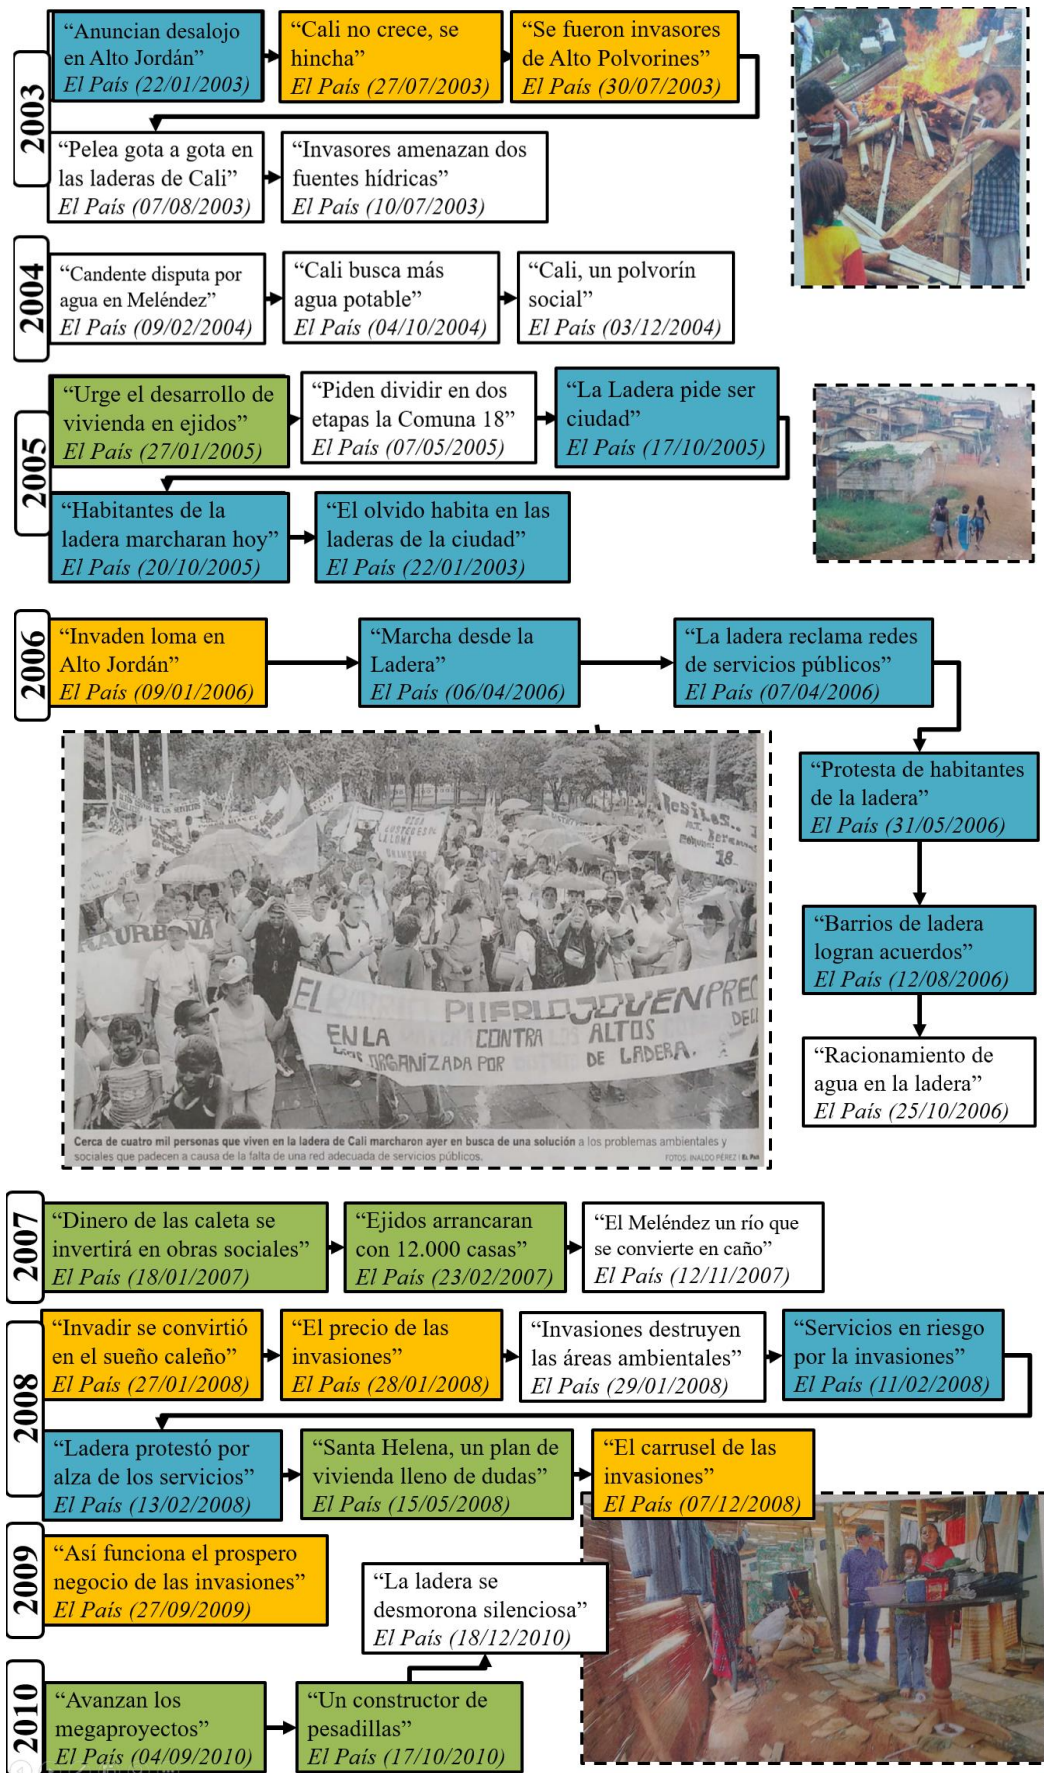 2003
“Anuncian desalojo
en Alto Jordán”
El País (22/01/2003)
“Cali no crece, se
hincha”
El País (27/07/2003)
“Se fueron invasores
de Alto Polvorines”
El País (30/07/2003)
“Pelea gota a gota en
las laderas de Cali”
El País (07/08/2003)
“Invasores amenazan dos
fuentes hídricas”
El País (10/07/2003)
2004
“Candente disputa por
agua en Meléndez”
El País (09/02/2004)
“Cali busca más
agua potable”
El País (04/10/2004)
“Cali, un polvorín
social”
El País (03/12/2004)
2005
“Urge el desarrollo de
vivienda en ejidos”
El País (27/01/2005)
“Piden dividir en dos
etapas la Comuna 18”
El País (07/05/2005)
“La Ladera pide ser
ciudad”
El País (17/10/2005)
“Habitantes de la
ladera marcharan hoy”
El País (20/10/2005)
“El olvido habita en las
laderas de la ciudad”
El País (22/01/2003)
2006
“Invaden loma en
Alto Jordán”
El País (09/01/2006)
“Marcha desde la
Ladera”
El País (06/04/2006)
“La ladera reclama redes
de servicios públicos”
El País (07/04/2006)
“Protesta de habitantes
de la ladera”
El País (31/05/2006)
“Barrios de ladera
logran acuerdos”
El País (12/08/2006)
“Racionamiento de
agua en la ladera”
El País (25/10/2006)
LA LOMA
18
RAURBANA
EL BARRIO PUEBLO JOVEN
EN LA CONTRA ALTOS
ORGANIZADA POR DE LADERA.
Cerca de cuatro mil personas que viven en la ladera de Cali marcharon ayer en busca de una solución a los problemas ambientales y
sociales que padecen a causa de la falta de una red adecuada de servicios públicos.
FOTOS: INALDO PÉREZ | El País
2007
“Dinero de las caleta se
invertirá en obras sociales”
El País (18/01/2007)
“Ejidos arrancaran
con 12.000 casas”
El País (23/02/2007)
“El Meléndez un río que
se convierte en caño”
El País (12/11/2007)
2008
“Invadir se convirtió
en el sueño caleño”
El País (27/01/2008)
“El precio de las
invasiones”
El País (28/01/2008)
“Invasiones destruyen
las áreas ambientales”
El País (29/01/2008)
“Servicios en riesgo
por la invasiones”
El País (11/02/2008)
“Ladera protestó por
alza de los servicios”
El País (13/02/2008)
“Santa Helena, un plan de
vivienda lleno de dudas”
El País (15/05/2008)
“El carrusel de las
invasiones”
El País (07/12/2008)
2009
“Así funciona el prospero
negocio de las invasiones”
El País (27/09/2009)
“La ladera se
desmorona silenciosa”
El País (18/12/2010)
2010
“Avanzan los
megaproyectos”
El País (04/09/2010)
“Un constructor de
pesadillas”
El País (17/10/2010)